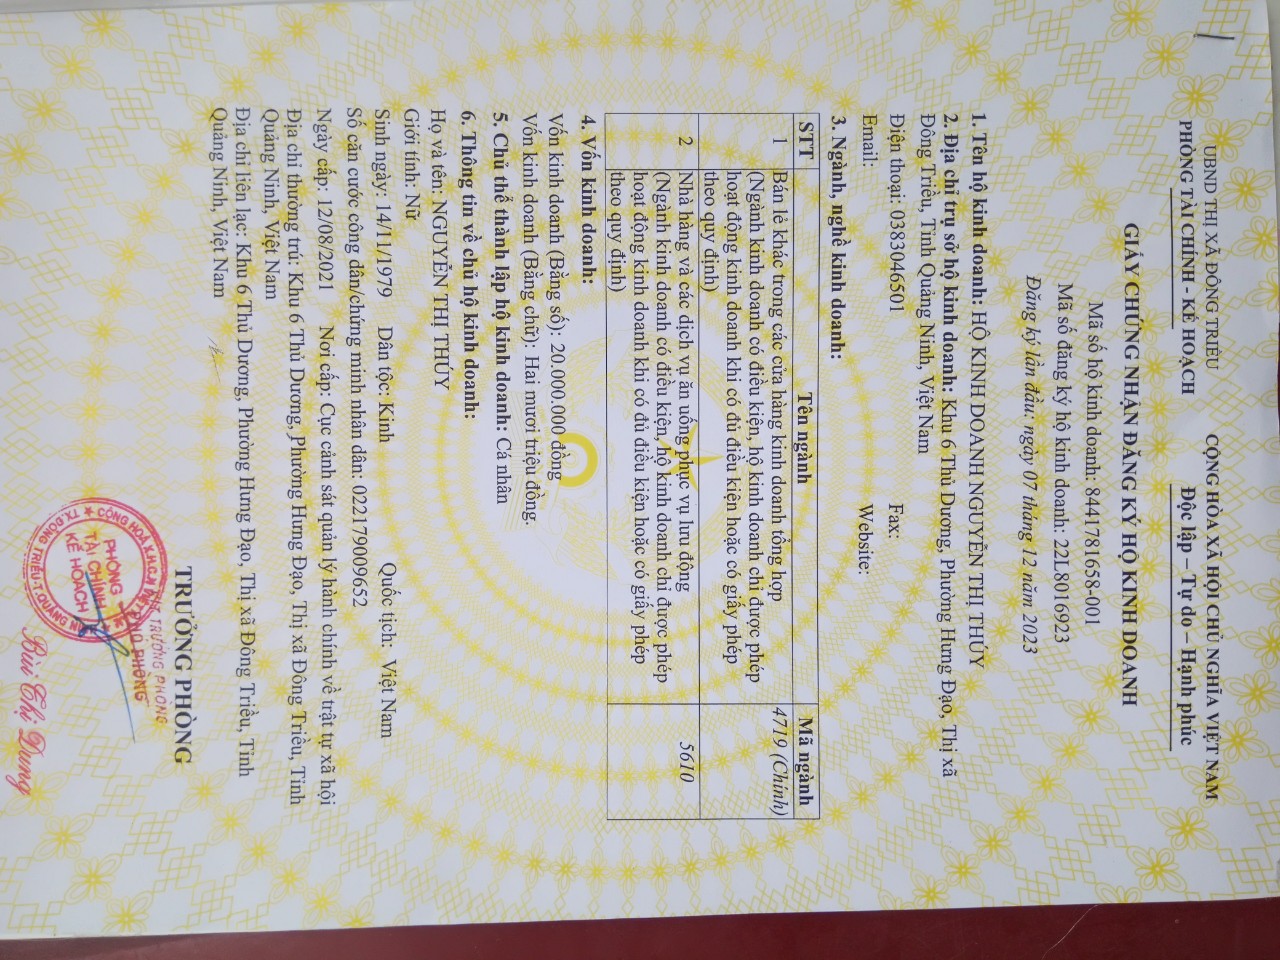 UBND THỊ XÃ ĐÔNG TRIỀU
PHÒNG TÀI CHÍNH - KẾ HOẠCH
CỘNG HÒA XÃ HỘI CHỦ NGHĨA VIỆT NAM
Độc lập – Tự do – Hạnh phúc
GIẤY CHỨNG NHẬN ĐĂNG KÝ HỘ KINH DOANH
Mã số hộ kinh doanh: 8441781658-001
Mã số đăng ký hộ kinh doanh: 22L8016923
Đăng ký lần đầu: ngày 07 tháng 12 năm 2023
1. Tên hộ kinh doanh: HỘ KINH DOANH NGUYỄN THỊ THÚY
2. Địa chỉ trụ sở hộ kinh doanh: Khu 6 Thủ Dương, Phường Hưng Đạo, Thị xã
Đông Triều, Tỉnh Quảng Ninh, Việt Nam
Điện thoại: 0383046501 Fax:
Email: Website:
3. Ngành, nghề kinh doanh:
STT Tên ngành Mã ngành
1 Bán lẻ khác trong các cửa hàng kinh doanh tổng hợp 4719 (Chính)
(Ngành kinh doanh có điều kiện, hộ kinh doanh chỉ được phép
hoạt động kinh doanh khi có đủ điều kiện hoặc có giấy phép
theo quy định)
2 Nhà hàng và các dịch vụ ăn uống phục vụ lưu động 5610
(Ngành kinh doanh có điều kiện, hộ kinh doanh chỉ được phép
hoạt động kinh doanh khi có đủ điều kiện hoặc có giấy phép
theo quy định)
4. Vốn kinh doanh:
Vốn kinh doanh (Bằng số): 20.000.000 đồng
Vốn kinh doanh (Bằng chữ): Hai mươi triệu đồng.
5. Chủ thể thành lập hộ kinh doanh: Cá nhân
6. Thông tin về chủ hộ kinh doanh:
Họ và tên: NGUYỄN THỊ THÚY
Giới tính: Nữ
Sinh ngày: 14/11/1979 Dân tộc: Kinh Quốc tịch: Việt Nam
Số căn cước công dân/chứng minh nhân dân: 022179009652
Ngày cấp: 12/08/2021 Nơi cấp: Cục cảnh sát quản lý hành chính về trật tự xã hội
Địa chỉ thường trú: Khu 6 Thủ Dương, Phường Hưng Đạo, Thị xã Đông Triều, Tỉnh
Quảng Ninh, Việt Nam
Địa chỉ liên lạc: Khu 6 Thủ Dương, Phường Hưng Đạo, Thị xã Đông Triều, Tỉnh
Quảng Ninh, Việt Nam
TRƯỞNG PHÒNG
TRƯỞNG PHÒNG
PHÓ PHÒNG
CỘNG HOÀ X.H.C.N VIỆT NAM
PHÒNG
TÀI CHÍNH
KẾ HOẠCH
TX.ĐÔNG TRIỀU-T.QUẢNG NINH
Bùi Thị Dung